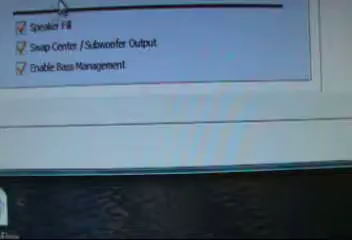 Speaker Fill
Swap Center / Subwoofer Output
Enable Bass Management